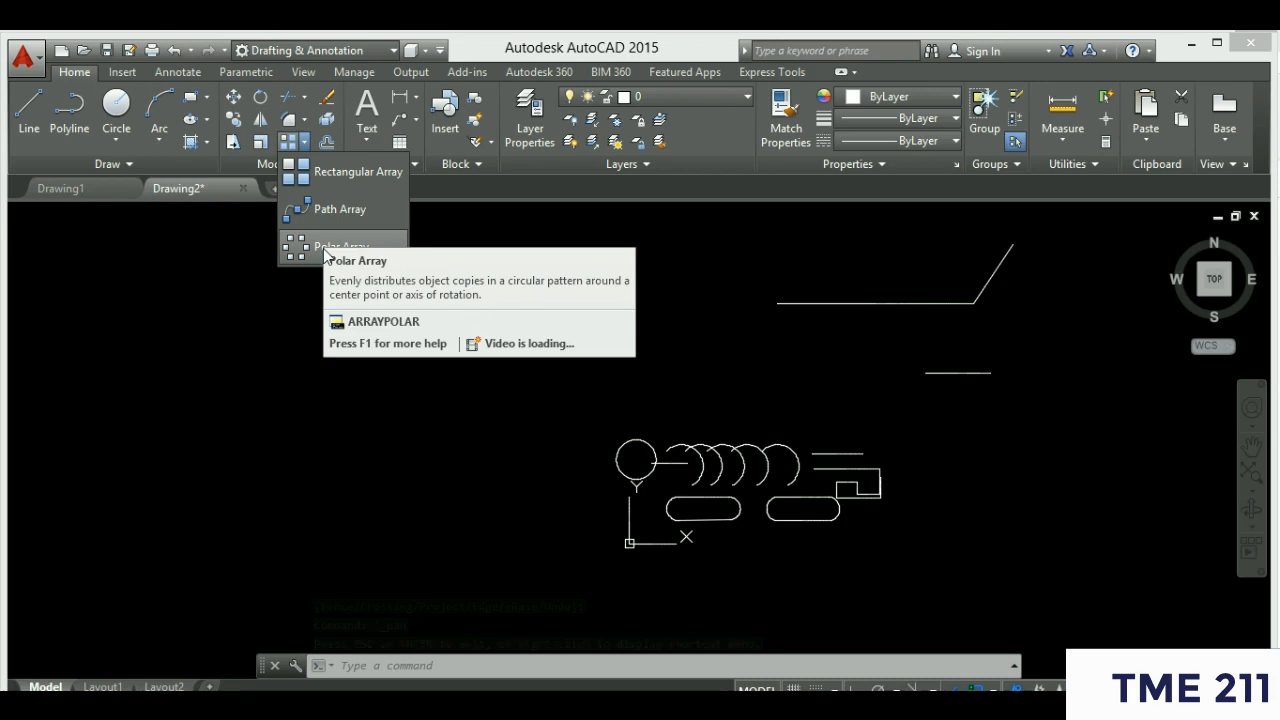 Drafting & Annotation
Autodesk AutoCAD 2015
Type a keyword or phrase
Sign In
Home Insert Annotate Parametric View Manage Output Add-ins Autodesk 360 BIM 360 Featured Apps Express Tools
Line
Polyline
Circle
Arc
Text
Insert
Layer
Properties
0
Match
Properties
ByLayer
ByLayer
ByLayer
Group
Measure
Paste
Base
Draw
Block
Layers
Properties
Groups
Utilities
Clipboard
View
Drawing1
Drawing2*
Rectangular Array
Path Array
Polar Array
Polar Array
Evenly distributes object copies in a circular pattern around a
center point or axis of rotation.
ARRAYPOLAR
Press F1 for more help
Video is loading...
N
W
TOP
E
S
WCS
Y
X
Type a command
Model Layout1 Layout2
MODEL
TME 211